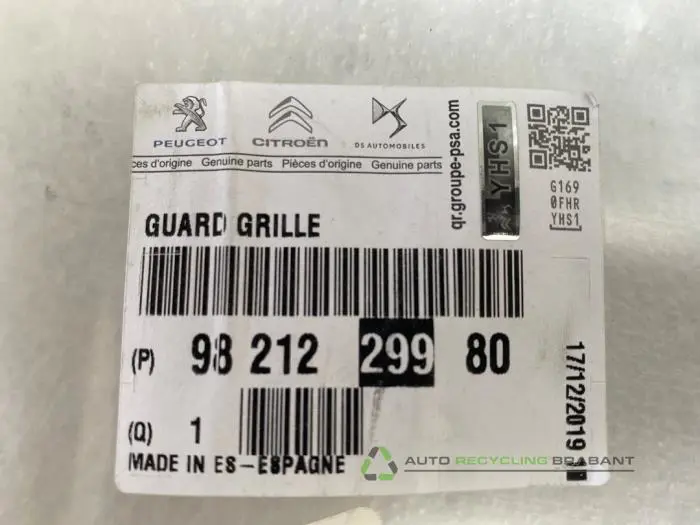 PEUGEOT
CITROËN
DS AUTOMOBILES
ces d'origine Genuine parts Pièces d'origine Genuine parts
qr.groupe-psa.com
YHS1
G169
0FHR
YHS1
GUARD GRILLE
(P) 98 212 299 80
(Q) 1
MADE IN ES-ESPAGNE
17/12/2019
AUTO RECYCLING BRABANT